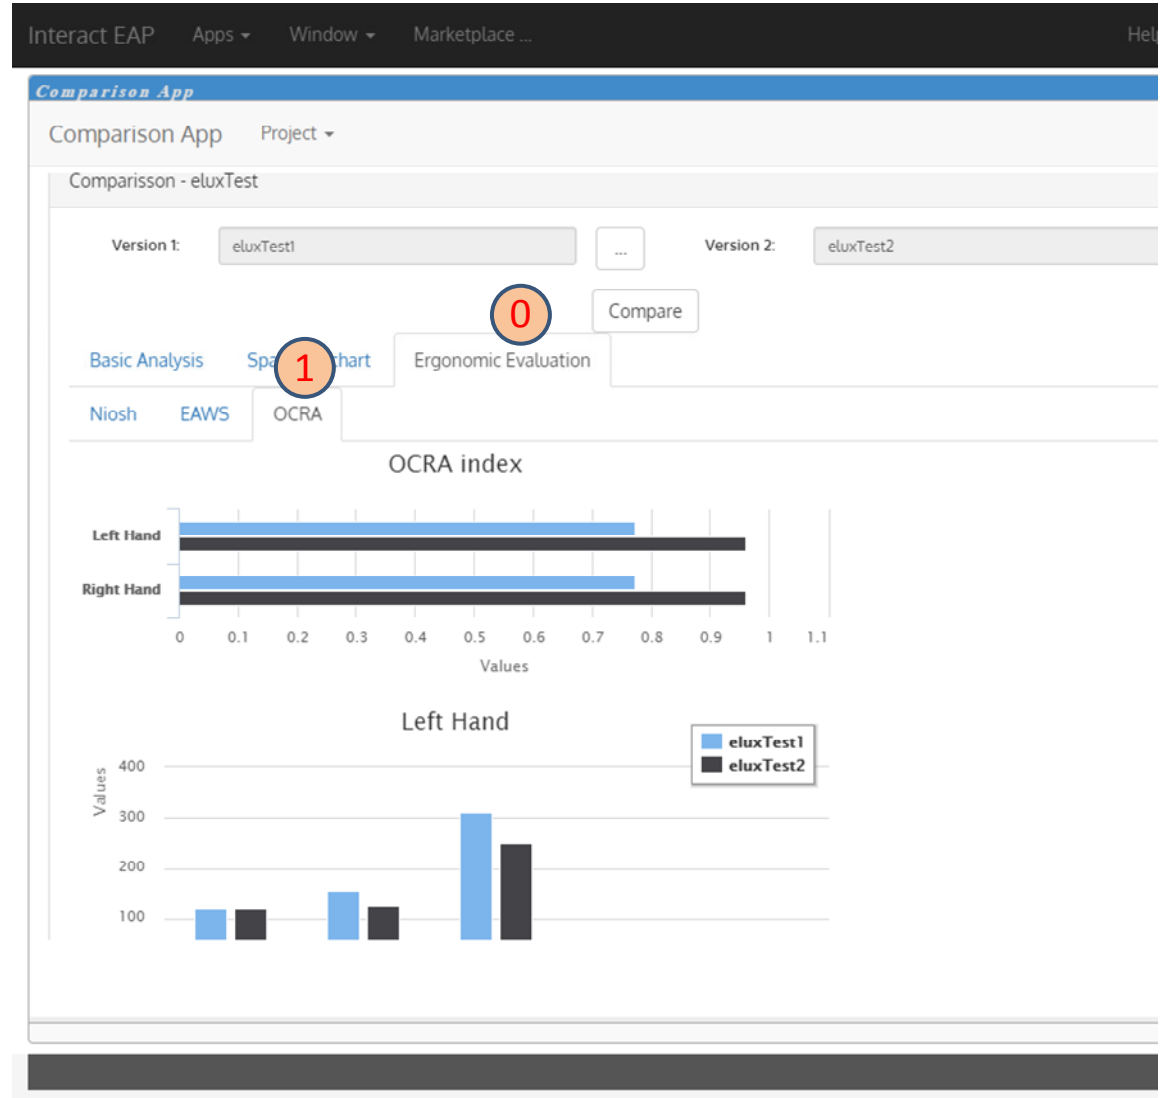 Interact EAP Apps Window Marketplace ...
Comparison App
Comparison App Project
Comparisson - eluxTest
Version 1: eluxTest1 ... Version 2: eluxTest2
0
Compare
Basic Analysis 1 chart Ergonomic Evaluation
Niosh EAWS OCRA
OCRA index
Left Hand
Right Hand
0 0.1 0.2 0.3 0.4 0.5 0.6 0.7 0.8 0.9 1 1.1
Values
Left Hand
eluxTest1
eluxTest2
Values
400
300
200
100